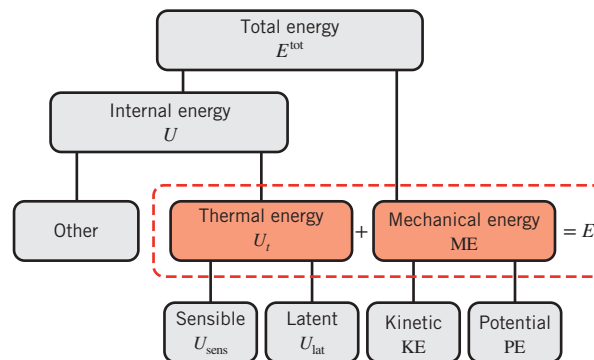 Total energy
E^tot
Internal energy
U
Other
Thermal energy
U_t
+
Mechanical energy
ME
= E
Sensible
U_sens
Latent
U_lat
Kinetic
KE
Potential
PE